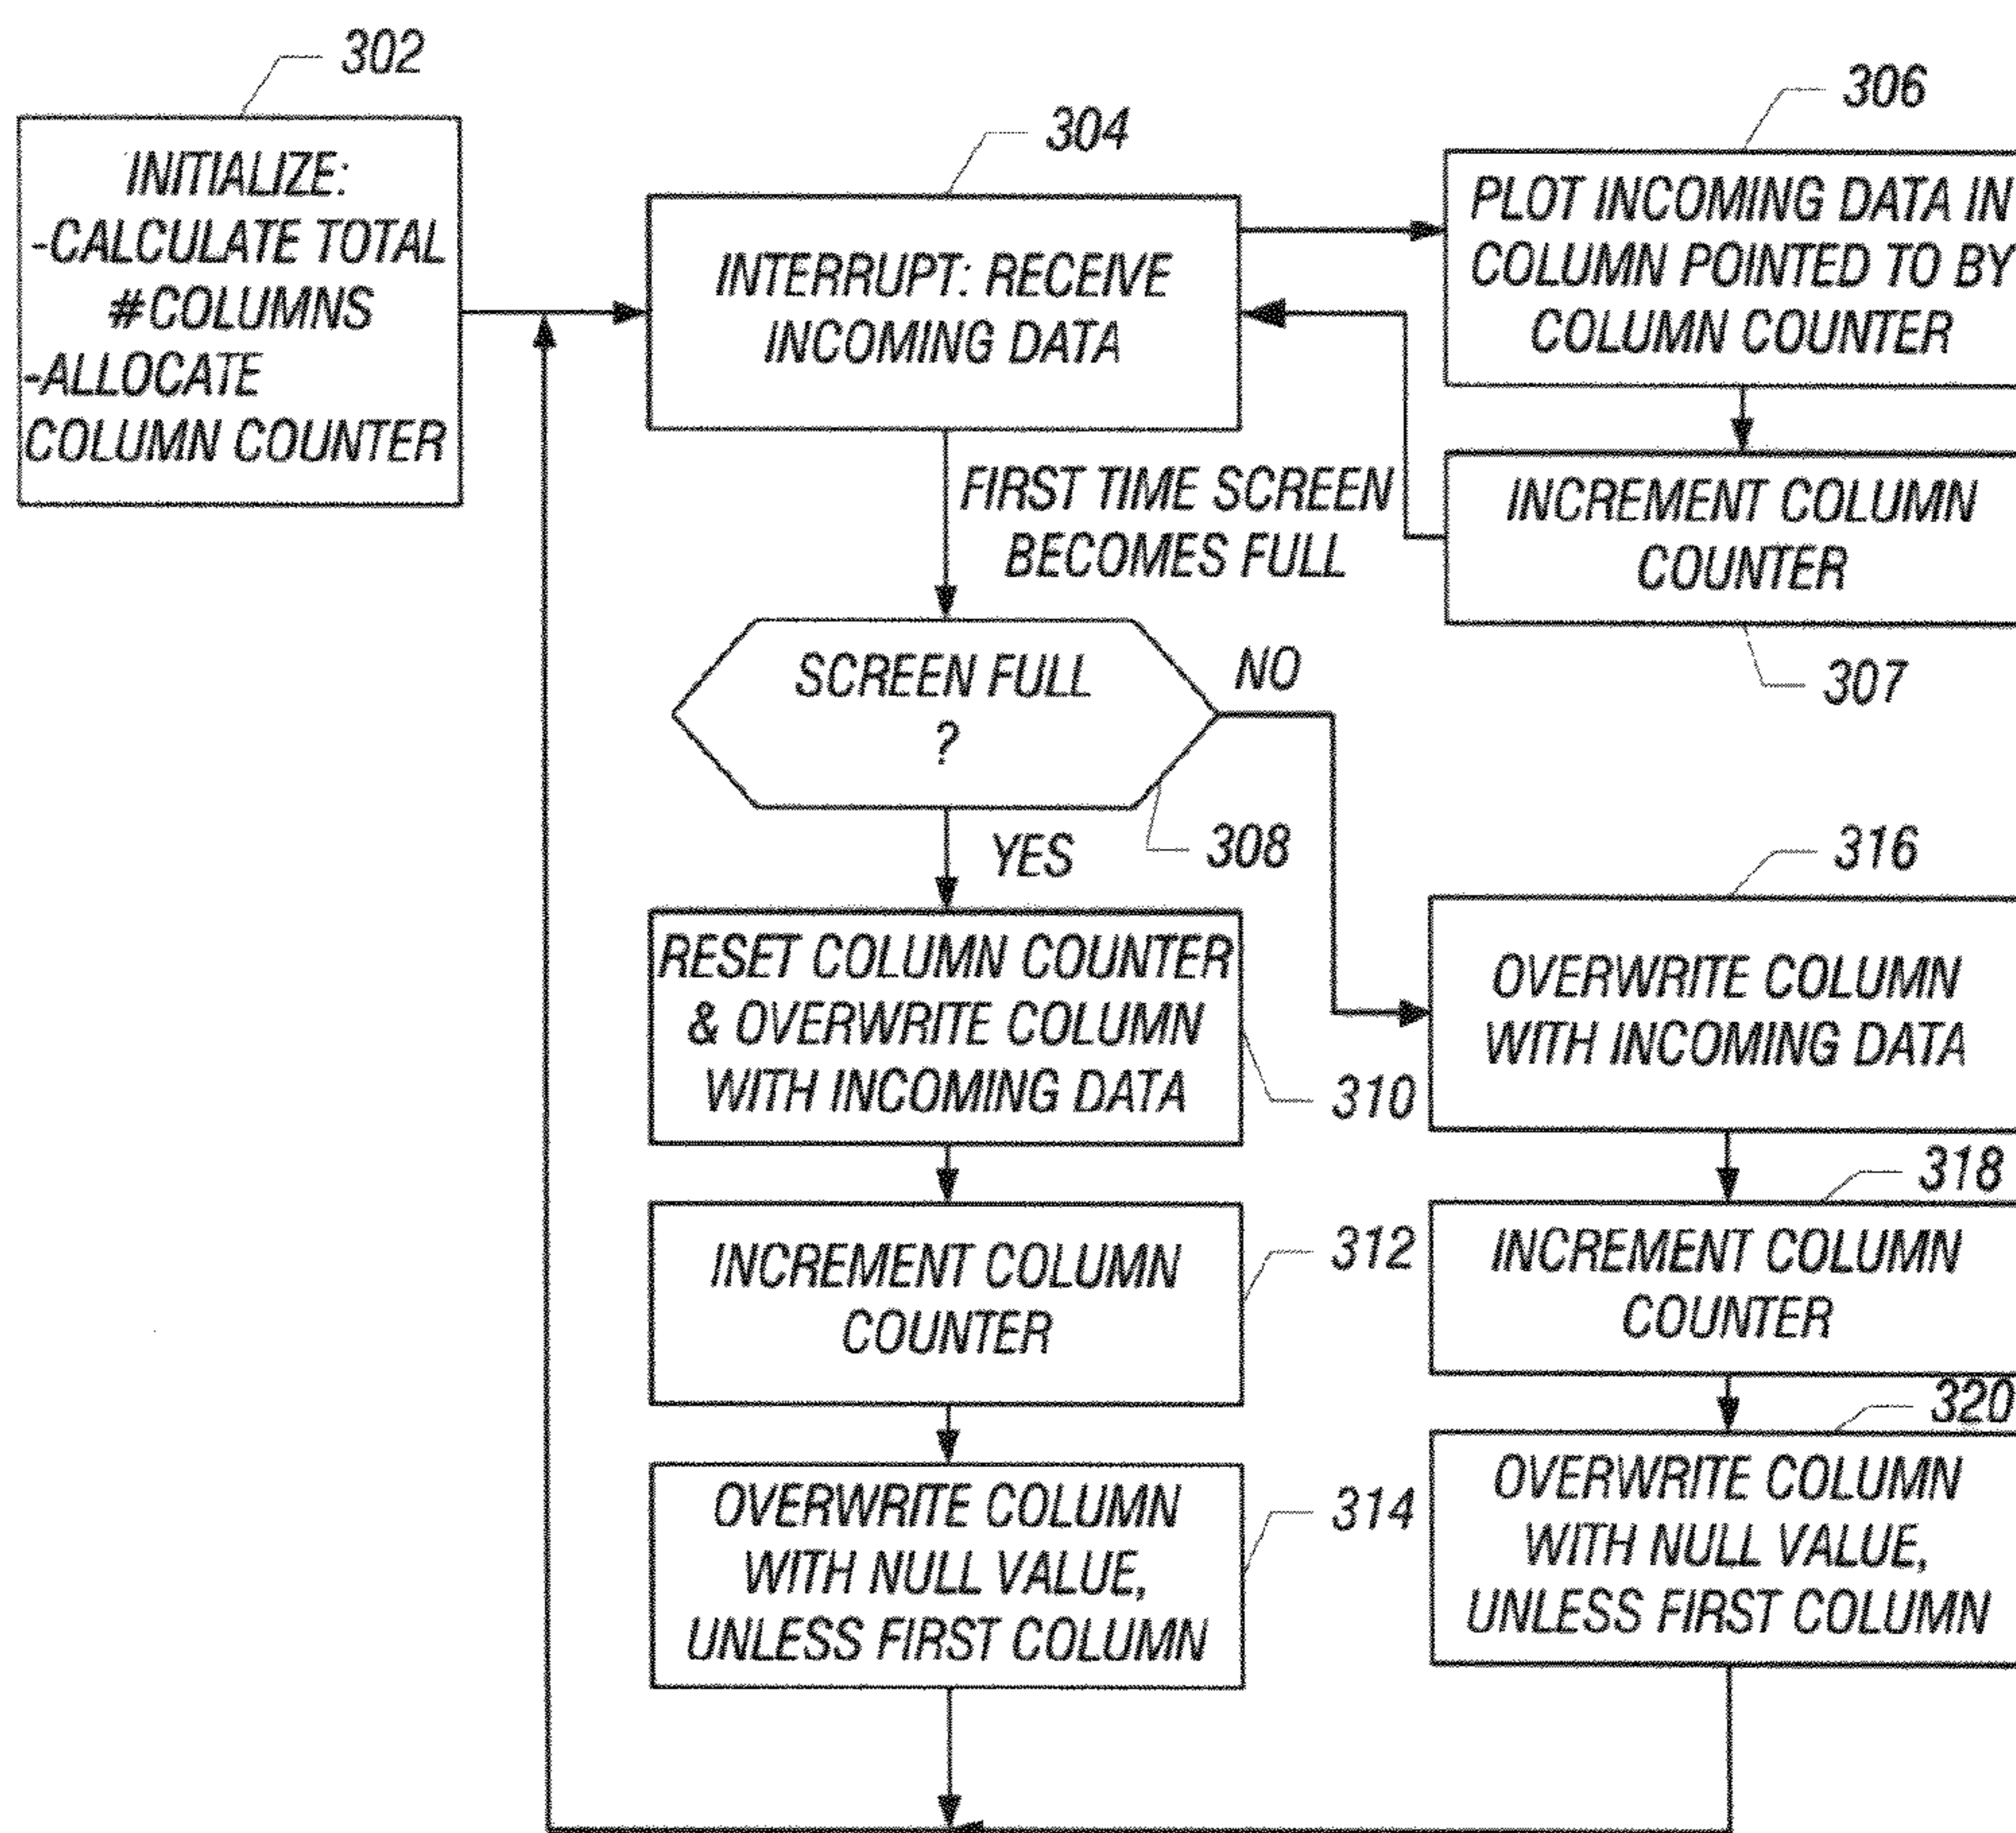 302
INITIALIZE:
-CALCULATE TOTAL
#COLUMNS
-ALLOCATE
COLUMN COUNTER
304
INTERRUPT: RECEIVE
INCOMING DATA
306
PLOT INCOMING DATA IN
COLUMN POINTED TO BY
COLUMN COUNTER
INCREMENT COLUMN
COUNTER
307
FIRST TIME SCREEN
BECOMES FULL
SCREEN FULL
?
NO
YES
308
RESET COLUMN COUNTER
& OVERWRITE COLUMN
WITH INCOMING DATA
310
INCREMENT COLUMN
COUNTER
312
OVERWRITE COLUMN
WITH NULL VALUE,
UNLESS FIRST COLUMN
314
316
OVERWRITE COLUMN
WITH INCOMING DATA
318
INCREMENT COLUMN
COUNTER
320
OVERWRITE COLUMN
WITH NULL VALUE,
UNLESS FIRST COLUMN